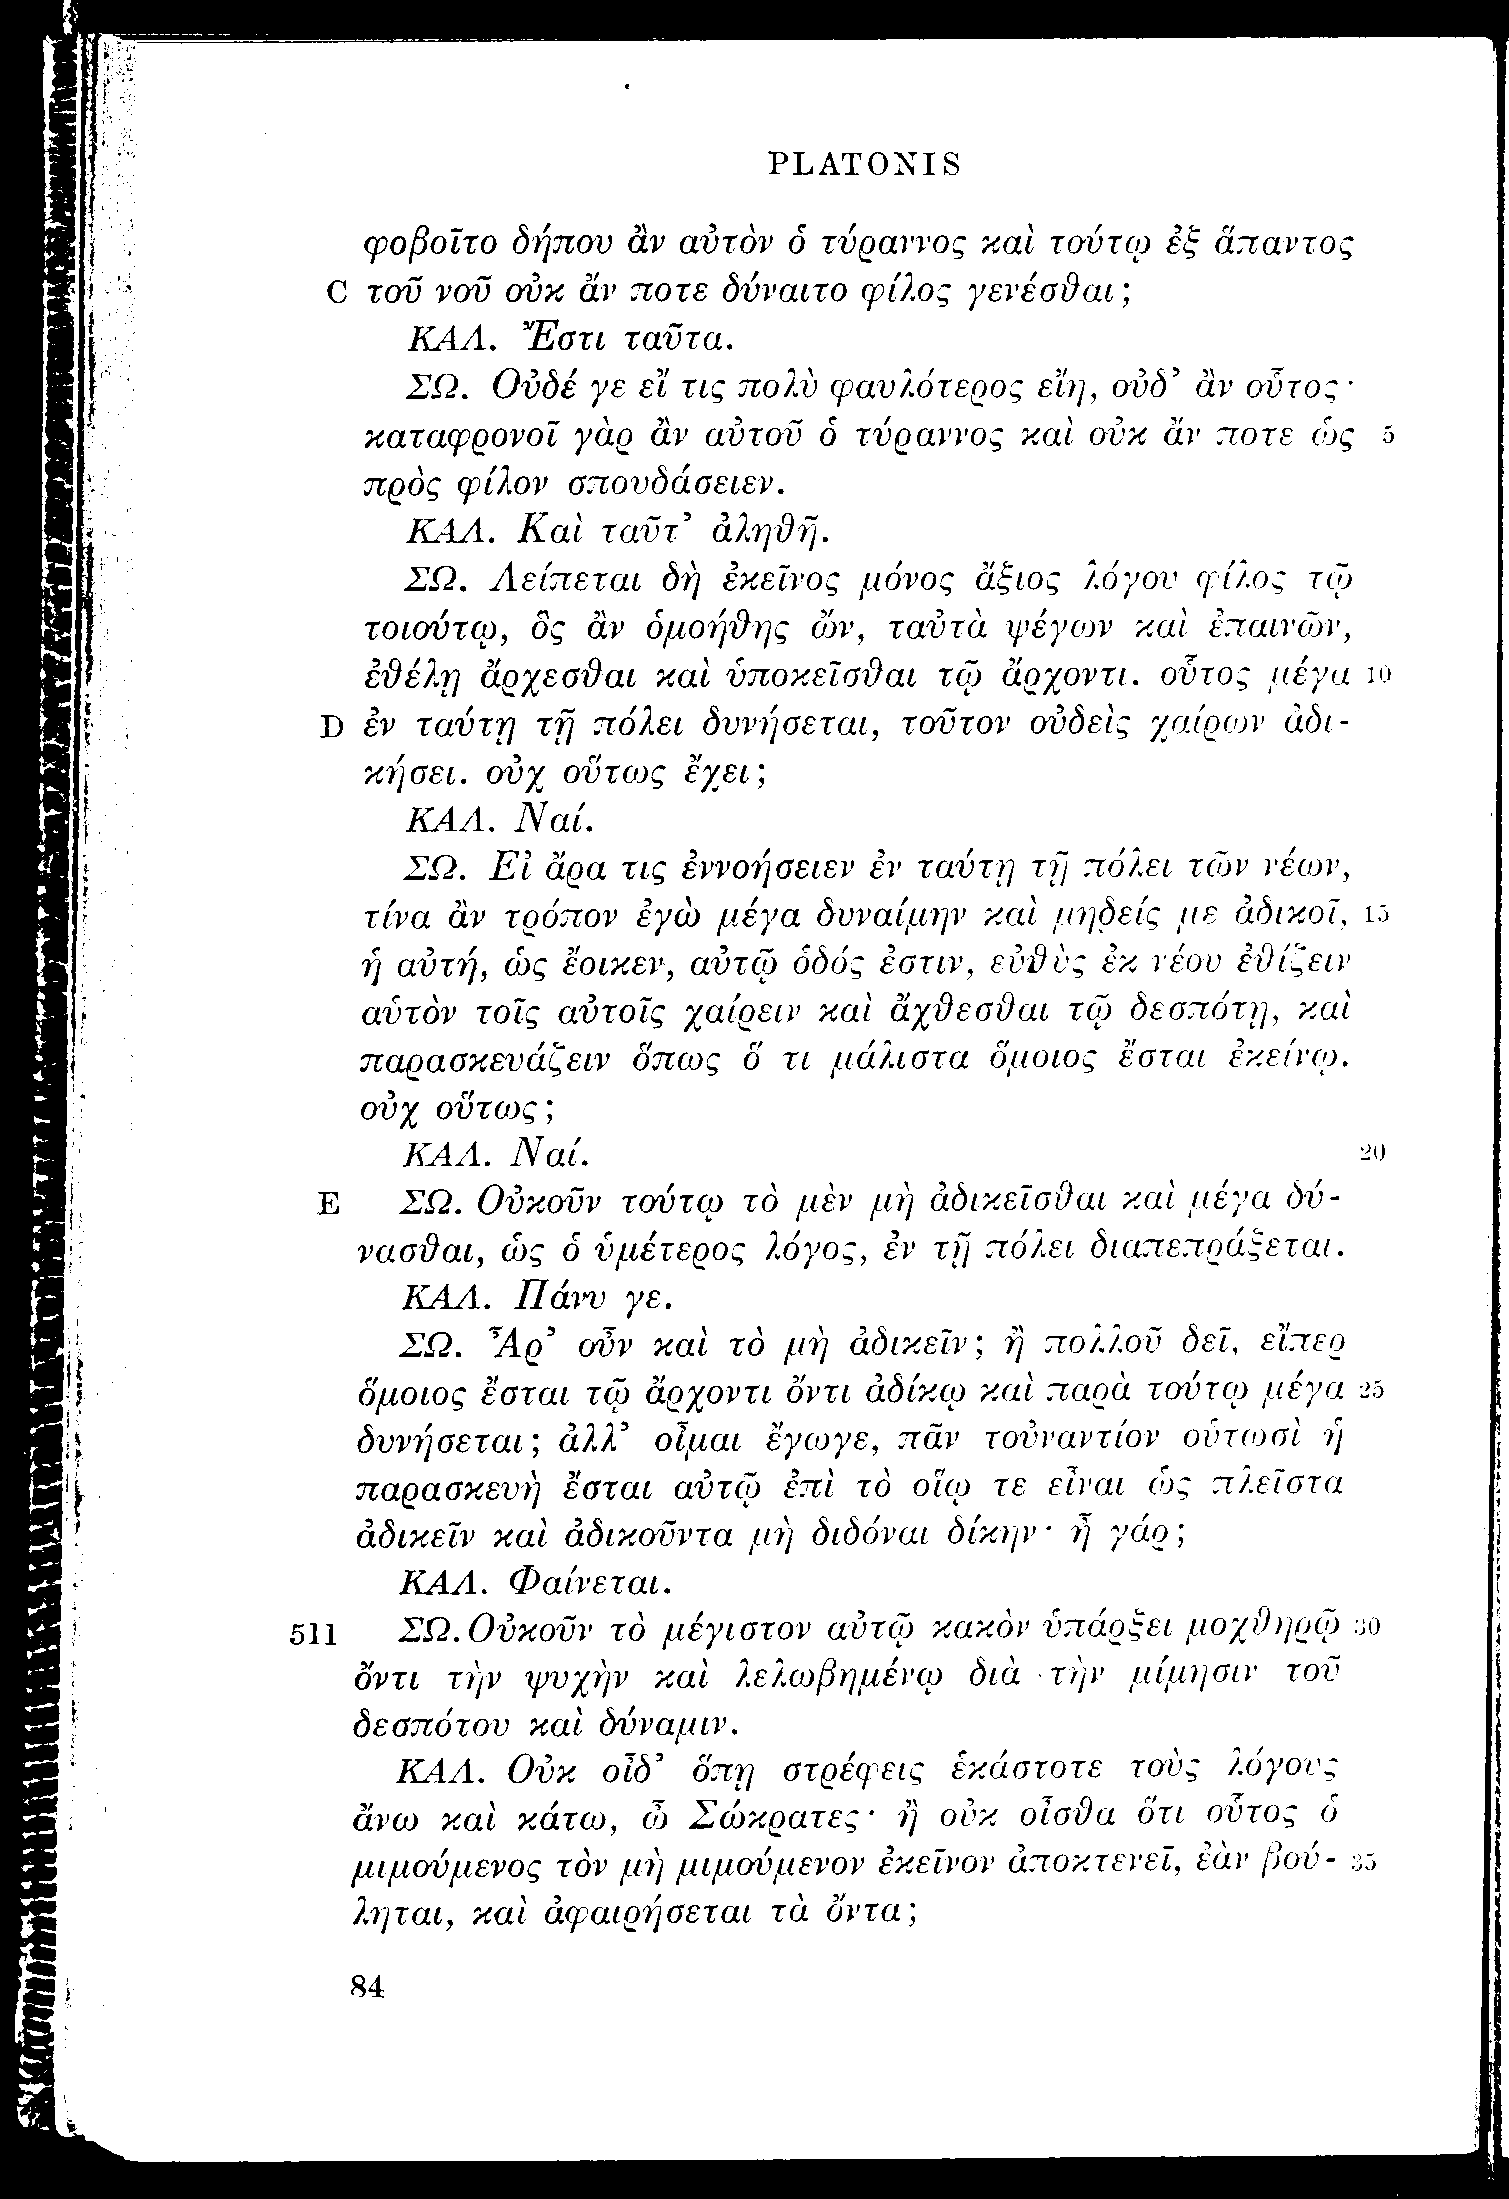 PLATONIS
φοβοῖτο δήπου ἂν αὐτὸν ὁ τύραννος καὶ τούτῳ ἐξ ἅπαντος
C τοῦ νοῦ οὐκ ἄν ποτε δύναιτο φίλος γενέσθαι;
ΚΑΛ. Ἔστι ταῦτα.
ΣΩ. Οὐδέ γε εἴ τις πολὺ φαυλότερος εἴη, οὐδ’ ἂν οὗτος·
καταφρονοῖ γὰρ ἂν αὐτοῦ ὁ τύραννος καὶ οὐκ ἄν ποτε ὡς 5
πρὸς φίλον σπουδάσειεν.
ΚΑΛ. Καὶ ταῦτ’ ἀληθῆ.
ΣΩ. Λείπεται δὴ ἐκεῖνος μόνος ἄξιος λόγου φίλος τῷ
τοιούτῳ, ὃς ἂν ὁμοήθης ὤν, ταὐτὰ ψέγων καὶ ἐπαινῶν,
ἐθέλῃ ἄρχεσθαι καὶ ὑποκεῖσθαι τῷ ἄρχοντι. οὗτος μέγα 10
D ἐν ταύτῃ τῇ πόλει δυνήσεται, τοῦτον οὐδεὶς χαίρων ἀδι-
κήσει. οὐχ οὕτως ἔχει;
ΚΑΛ. Ναί.
ΣΩ. Εἰ ἄρα τις ἐννοήσειεν ἐν ταύτῃ τῇ πόλει τῶν νέων,
τίνα ἂν τρόπον ἐγὼ μέγα δυναίμην καὶ μηδείς με ἀδικοῖ, 15
ἡ αὐτή, ὡς ἔοικεν, αὐτῷ ὁδός ἐστιν, εὐθὺς ἐκ νέου ἐθίζειν
αὑτὸν τοῖς αὐτοῖς χαίρειν καὶ ἄχθεσθαι τῷ δεσπότῃ, καὶ
παρασκευάζειν ὅπως ὅ τι μάλιστα ὅμοιος ἔσται ἐκείνῳ.
οὐχ οὕτως;
ΚΑΛ. Ναί. 20
E ΣΩ. Οὐκοῦν τούτῳ τὸ μὲν μὴ ἀδικεῖσθαι καὶ μέγα δύ-
νασθαι, ὡς ὁ ὑμέτερος λόγος, ἐν τῇ πόλει διαπεπράξεται.
ΚΑΛ. Πάνυ γε.
ΣΩ. Ἆρ’ οὖν καὶ τὸ μὴ ἀδικεῖν; ἢ πολλοῦ δεῖ, εἴπερ
ὅμοιος ἔσται τῷ ἄρχοντι ὄντι ἀδίκῳ καὶ παρὰ τούτῳ μέγα 25
δυνήσεται; ἀλλ’ οἶμαι ἔγωγε, πᾶν τοὐναντίον οὑτωσὶ ἡ
παρασκευὴ ἔσται αὐτῷ ἐπὶ τὸ οἵῳ τε εἶναι ὡς πλεῖστα
ἀδικεῖν καὶ ἀδικοῦντα μὴ διδόναι δίκην· ἦ γάρ;
ΚΑΛ. Φαίνεται.
511 ΣΩ. Οὐκοῦν τὸ μέγιστον αὐτῷ κακὸν ὑπάρξει μοχθηρῷ 30
ὄντι τὴν ψυχὴν καὶ λελωβημένῳ διὰ τὴν μίμησιν τοῦ
δεσπότου καὶ δύναμιν.
ΚΑΛ. Οὐκ οἶδ’ ὅπῃ στρέφεις ἑκάστοτε τοὺς λόγους
ἄνω καὶ κάτω, ὦ Σώκρατες· ἢ οὐκ οἶσθα ὅτι οὗτος ὁ
μιμούμενος τὸν μὴ μιμούμενον ἐκεῖνον ἀποκτενεῖ, ἐὰν βού- 35
ληται, καὶ ἀφαιρήσεται τὰ ὄντα;
84